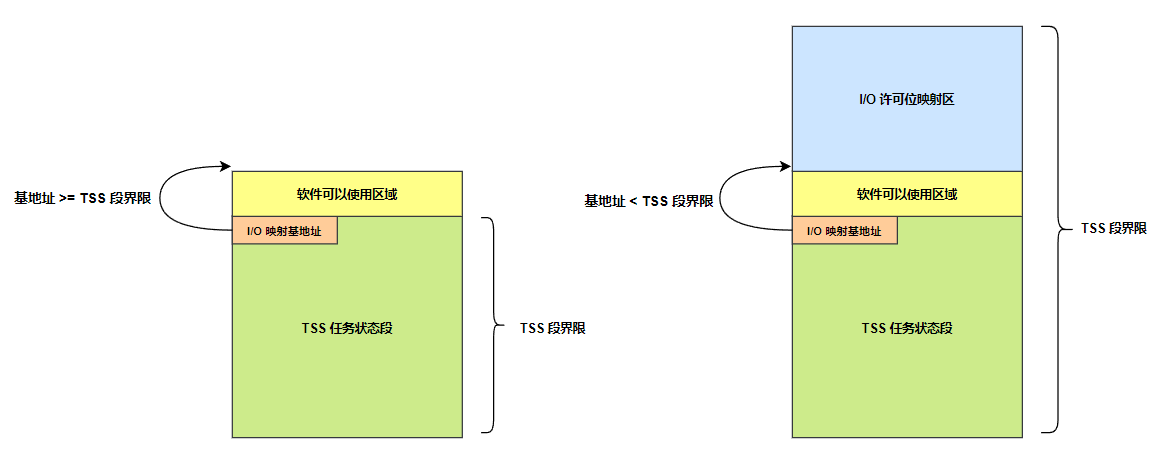 基地址 >= TSS 段界限
软件可以使用区域
I/O 映射基地址
TSS 任务状态段
TSS 段界限
I/O 许可位映射区
基地址 < TSS 段界限
软件可以使用区域
I/O 映射基地址
TSS 任务状态段
TSS 段界限